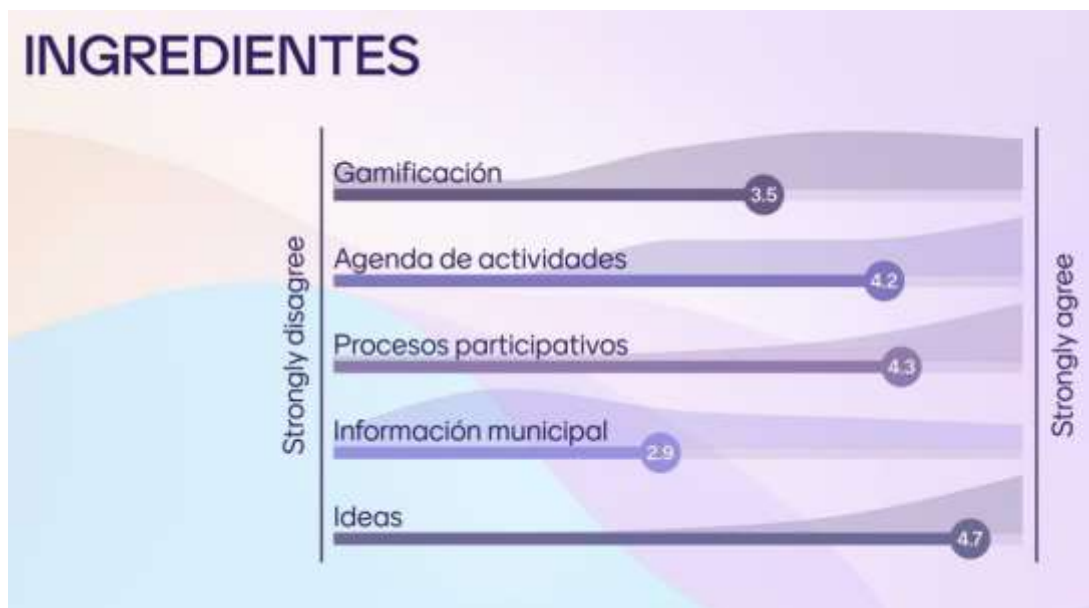 INGREDIENTES
Strongly disagree
Gamificación
3.5
Agenda de actividades
4.2
Procesos participativos
4.3
Información municipal
2.9
Ideas
4.7
Strongly agree